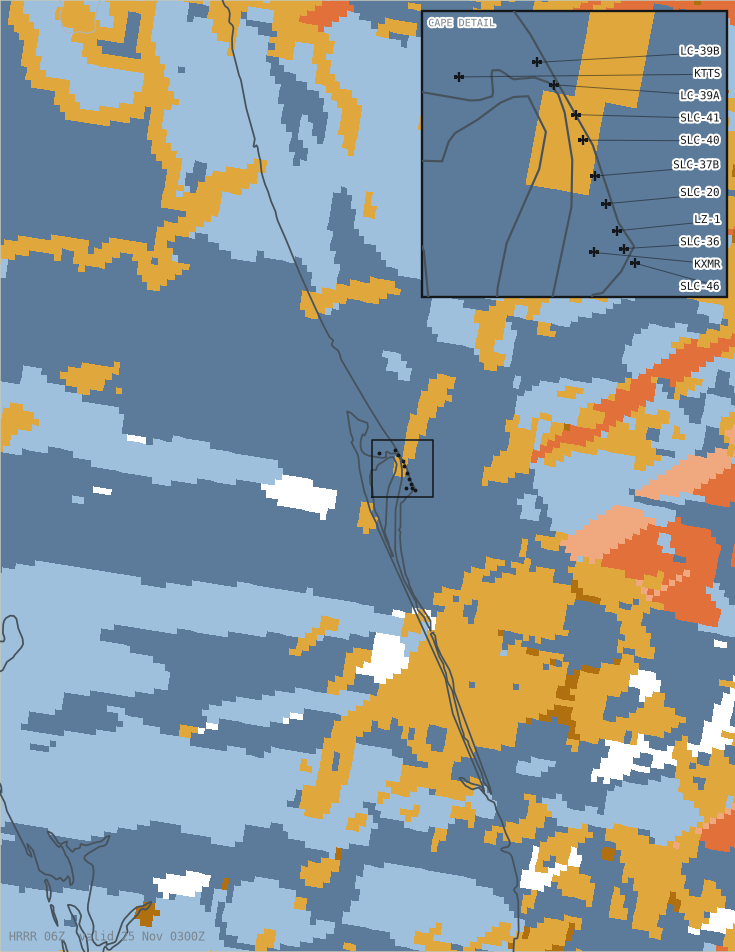 CAPE DETAIL
LC-39B
KTTS
LC-39A
SLC-41
SLC-40
SLC-37B
SLC-20
LZ-1
SLC-36
KXMR
SLC-46
HRRR 06Z  valid 25 Nov 0300Z